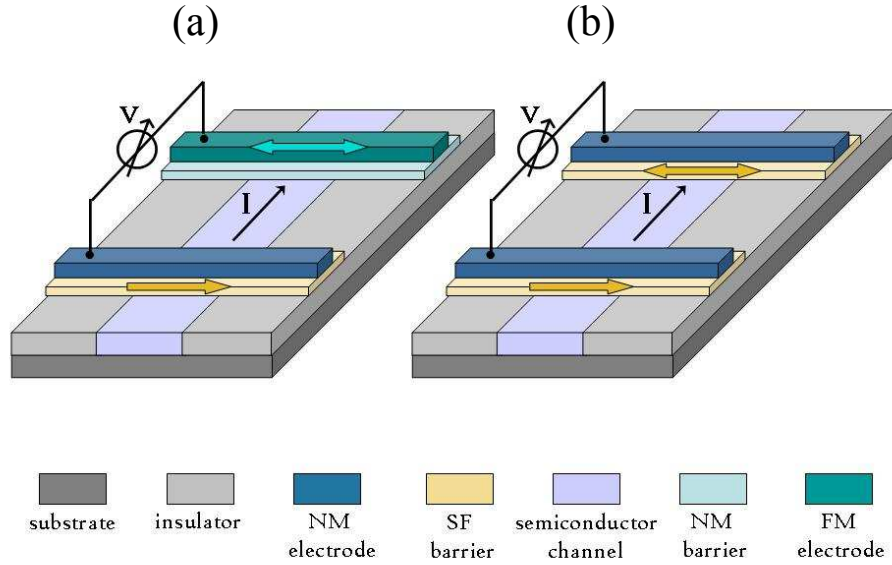 (a)
(b)
V
V
I
I
substrate
insulator
NM
electrode
SF
barrier
semiconductor
channel
NM
barrier
FM
electrode